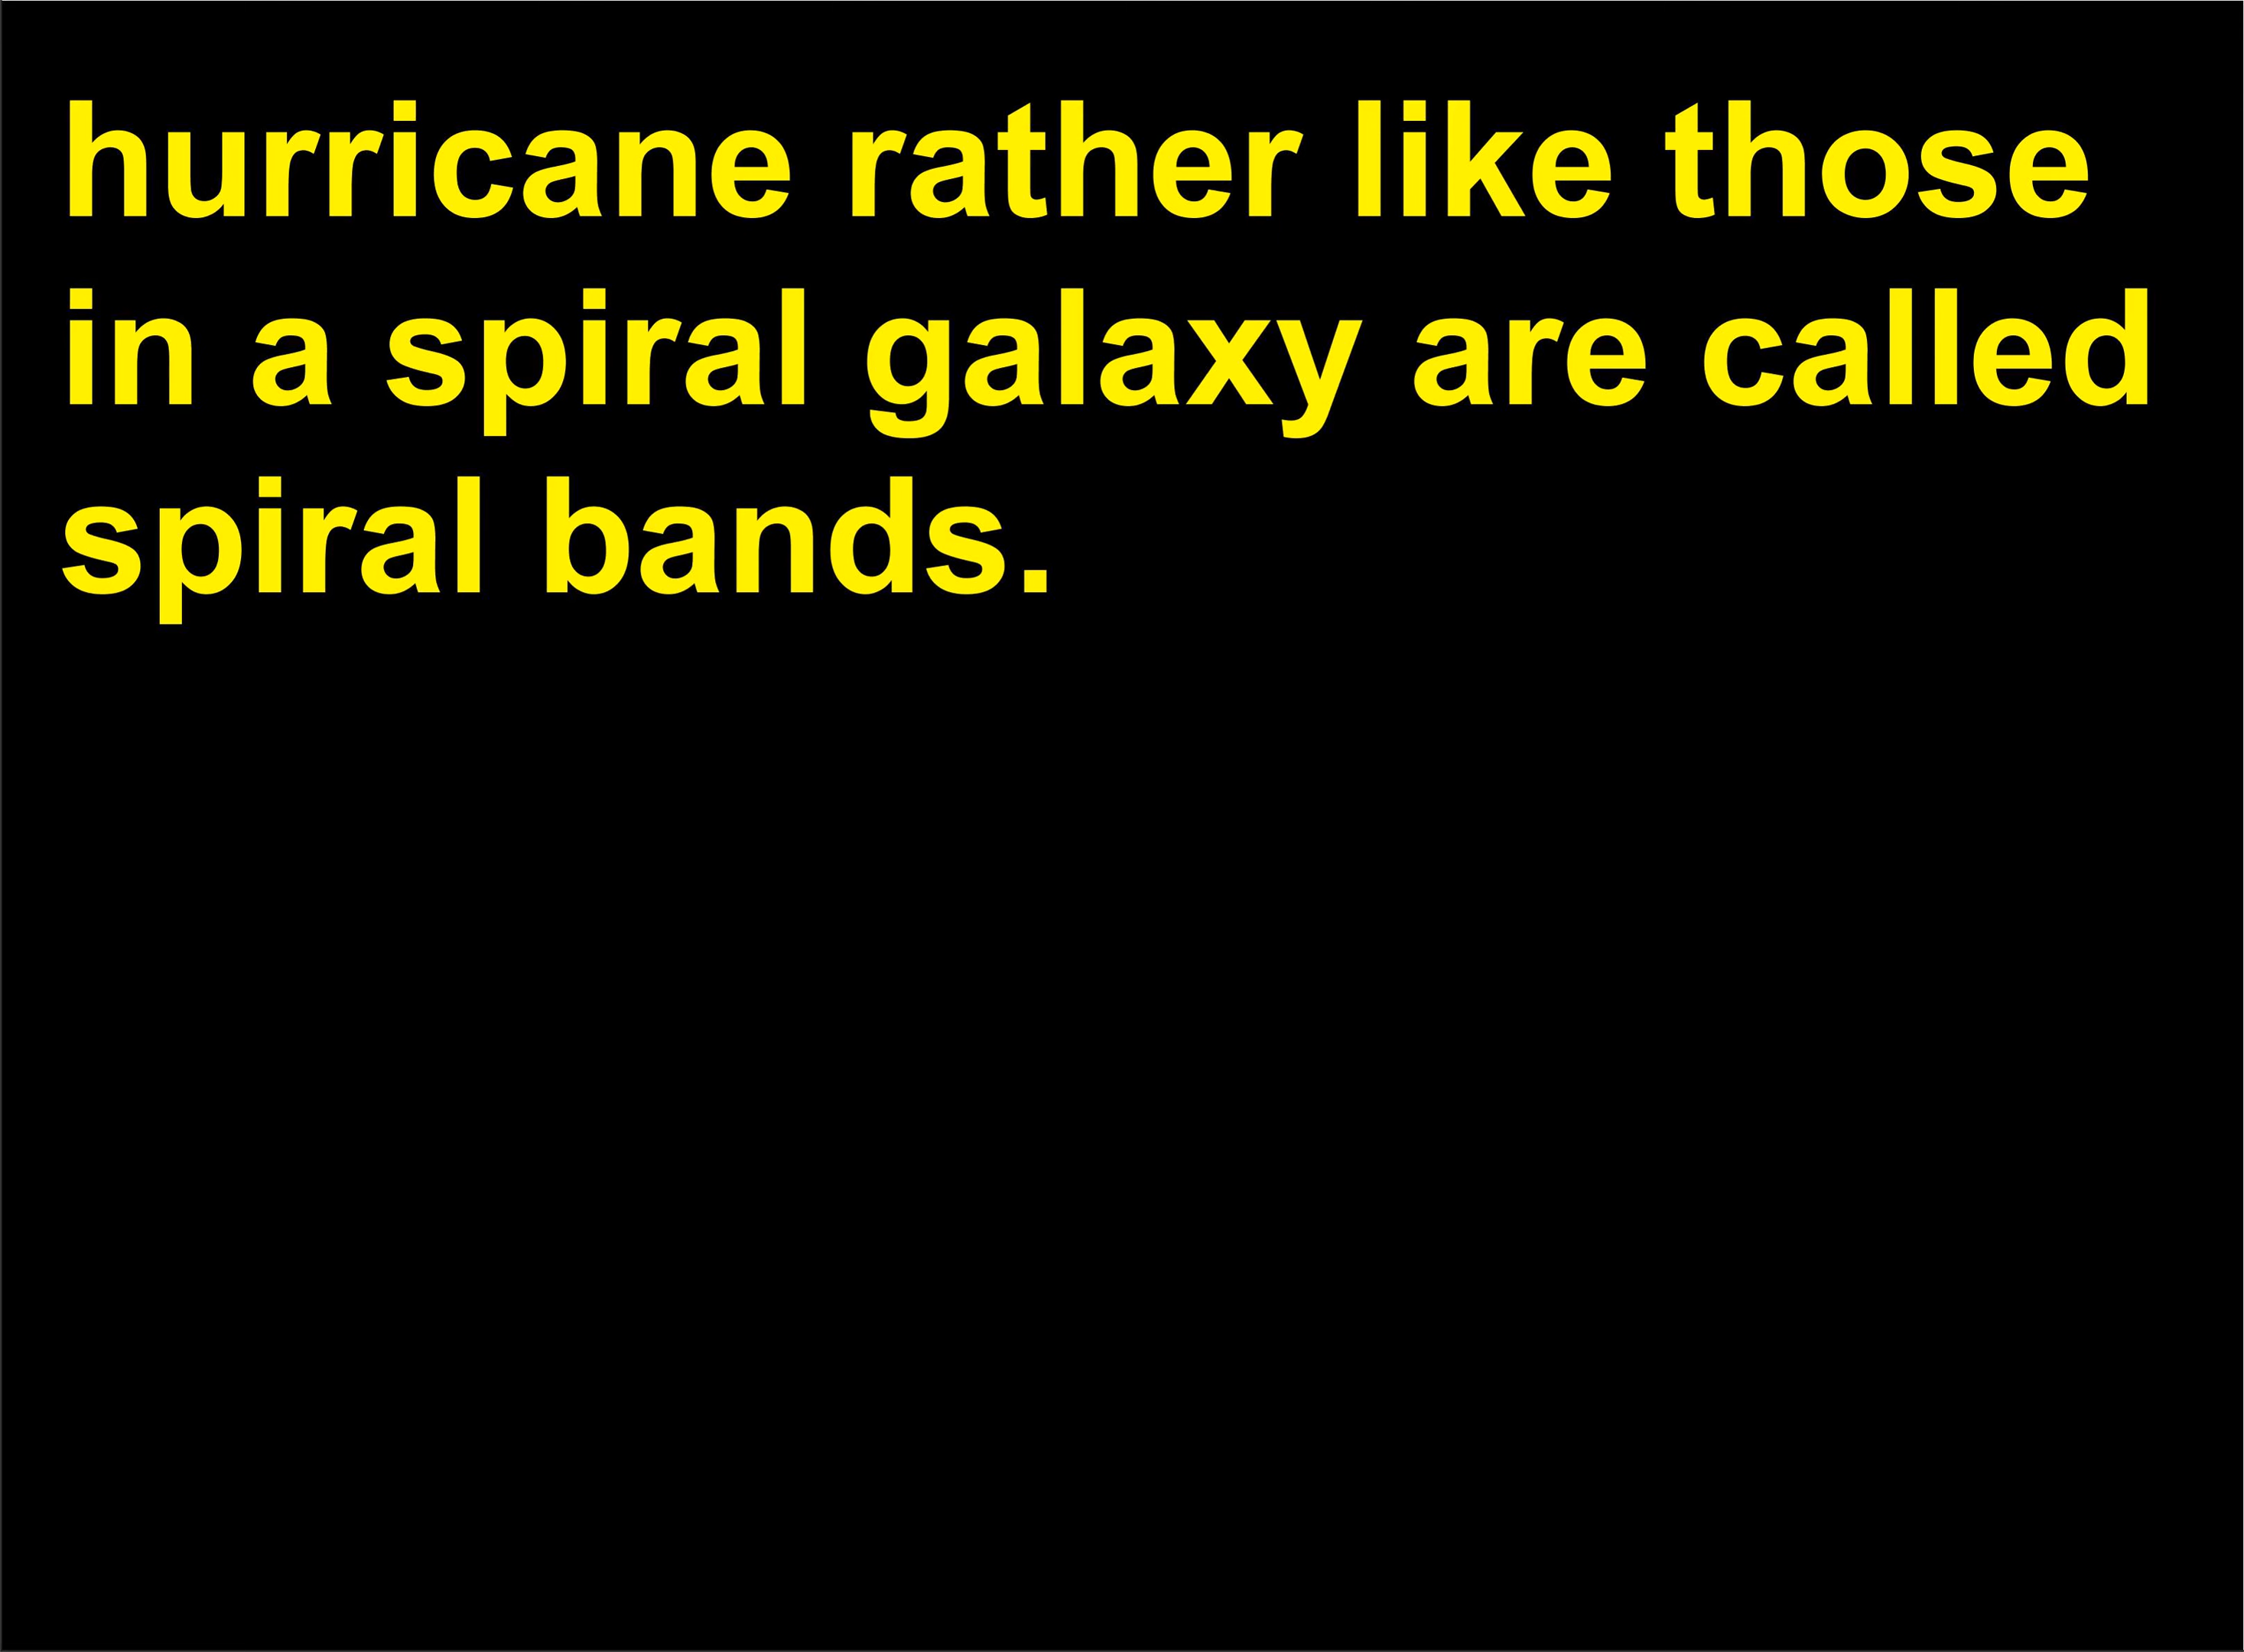 hurricane rather like those
in a spiral galaxy are called
spiral bands.